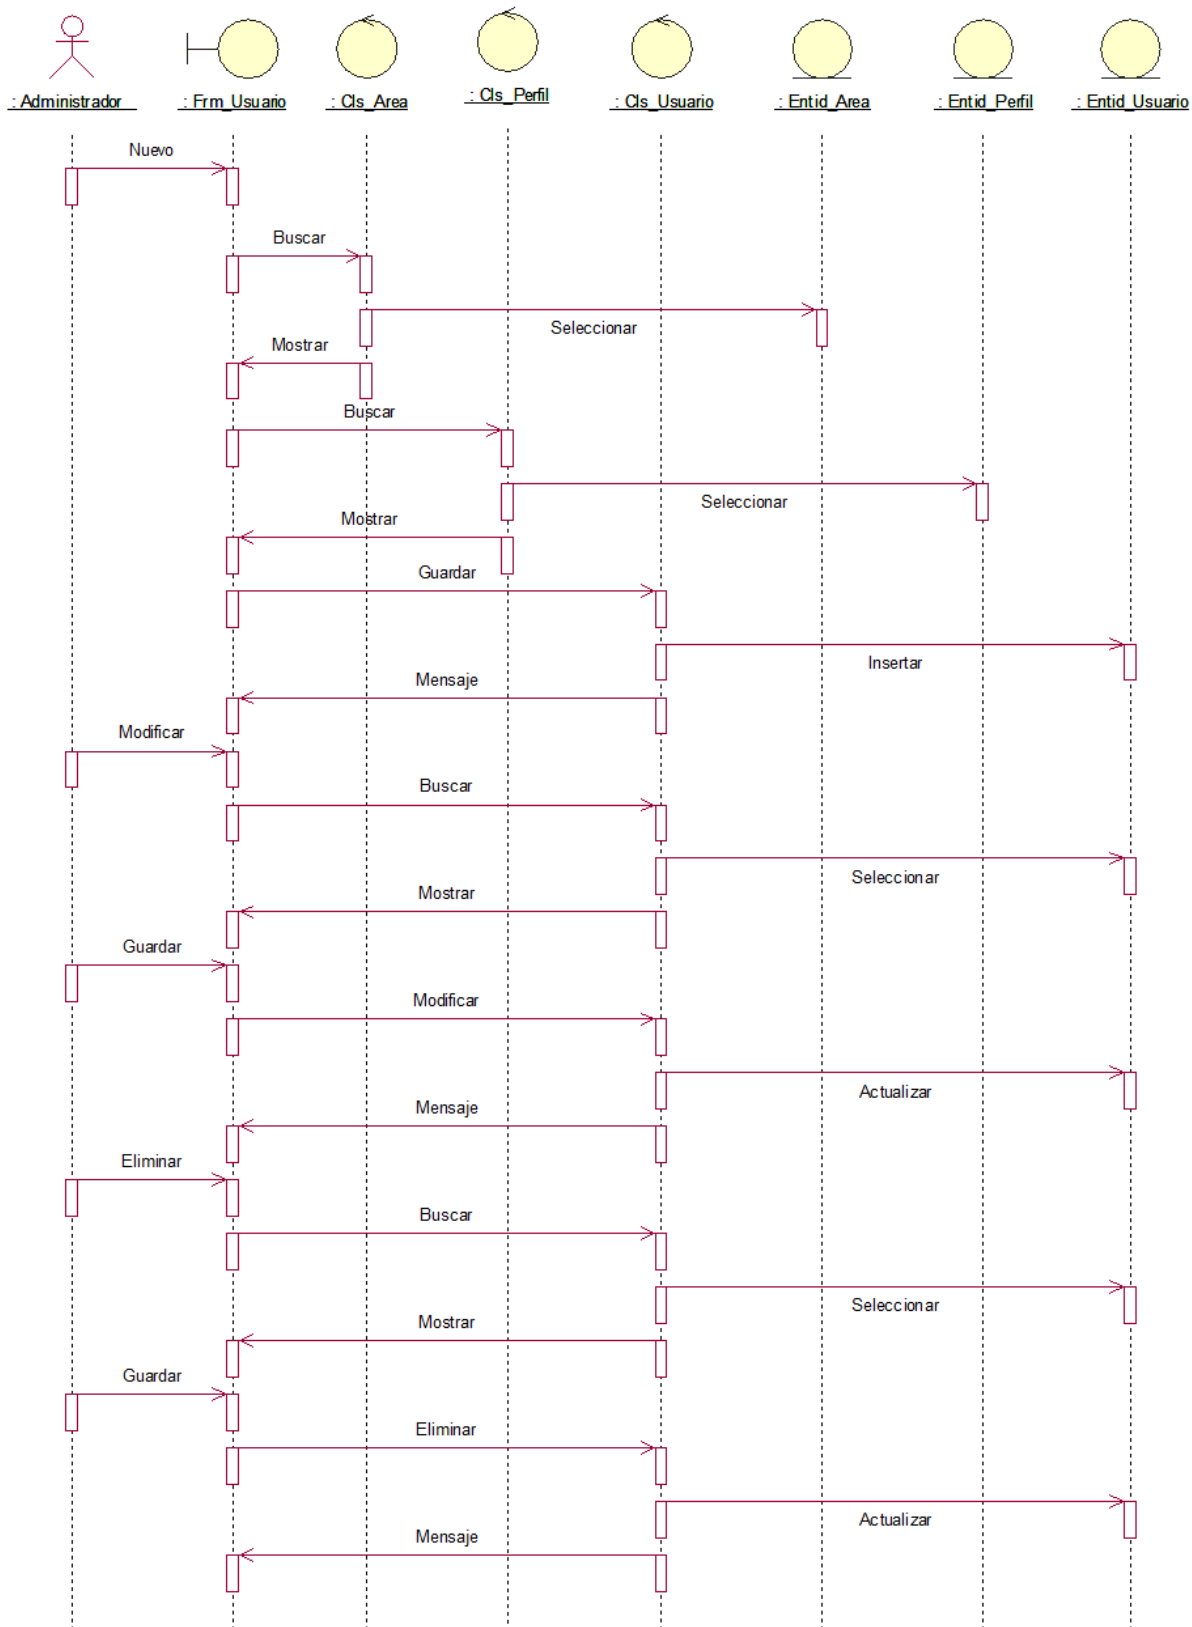 : Administrador
: Frm_Usuario
: Cls_Area
: Cls_Perfil
: Cls_Usuario
: Entid_Area
: Entid_Perfil
: Entid_Usuario
Nuevo
Buscar
Seleccionar
Mostrar
Buscar
Seleccionar
Mostrar
Guardar
Insertar
Mensaje
Modificar
Buscar
Seleccionar
Mostrar
Guardar
Modificar
Actualizar
Mensaje
Eliminar
Buscar
Seleccionar
Mostrar
Guardar
Eliminar
Actualizar
Mensaje